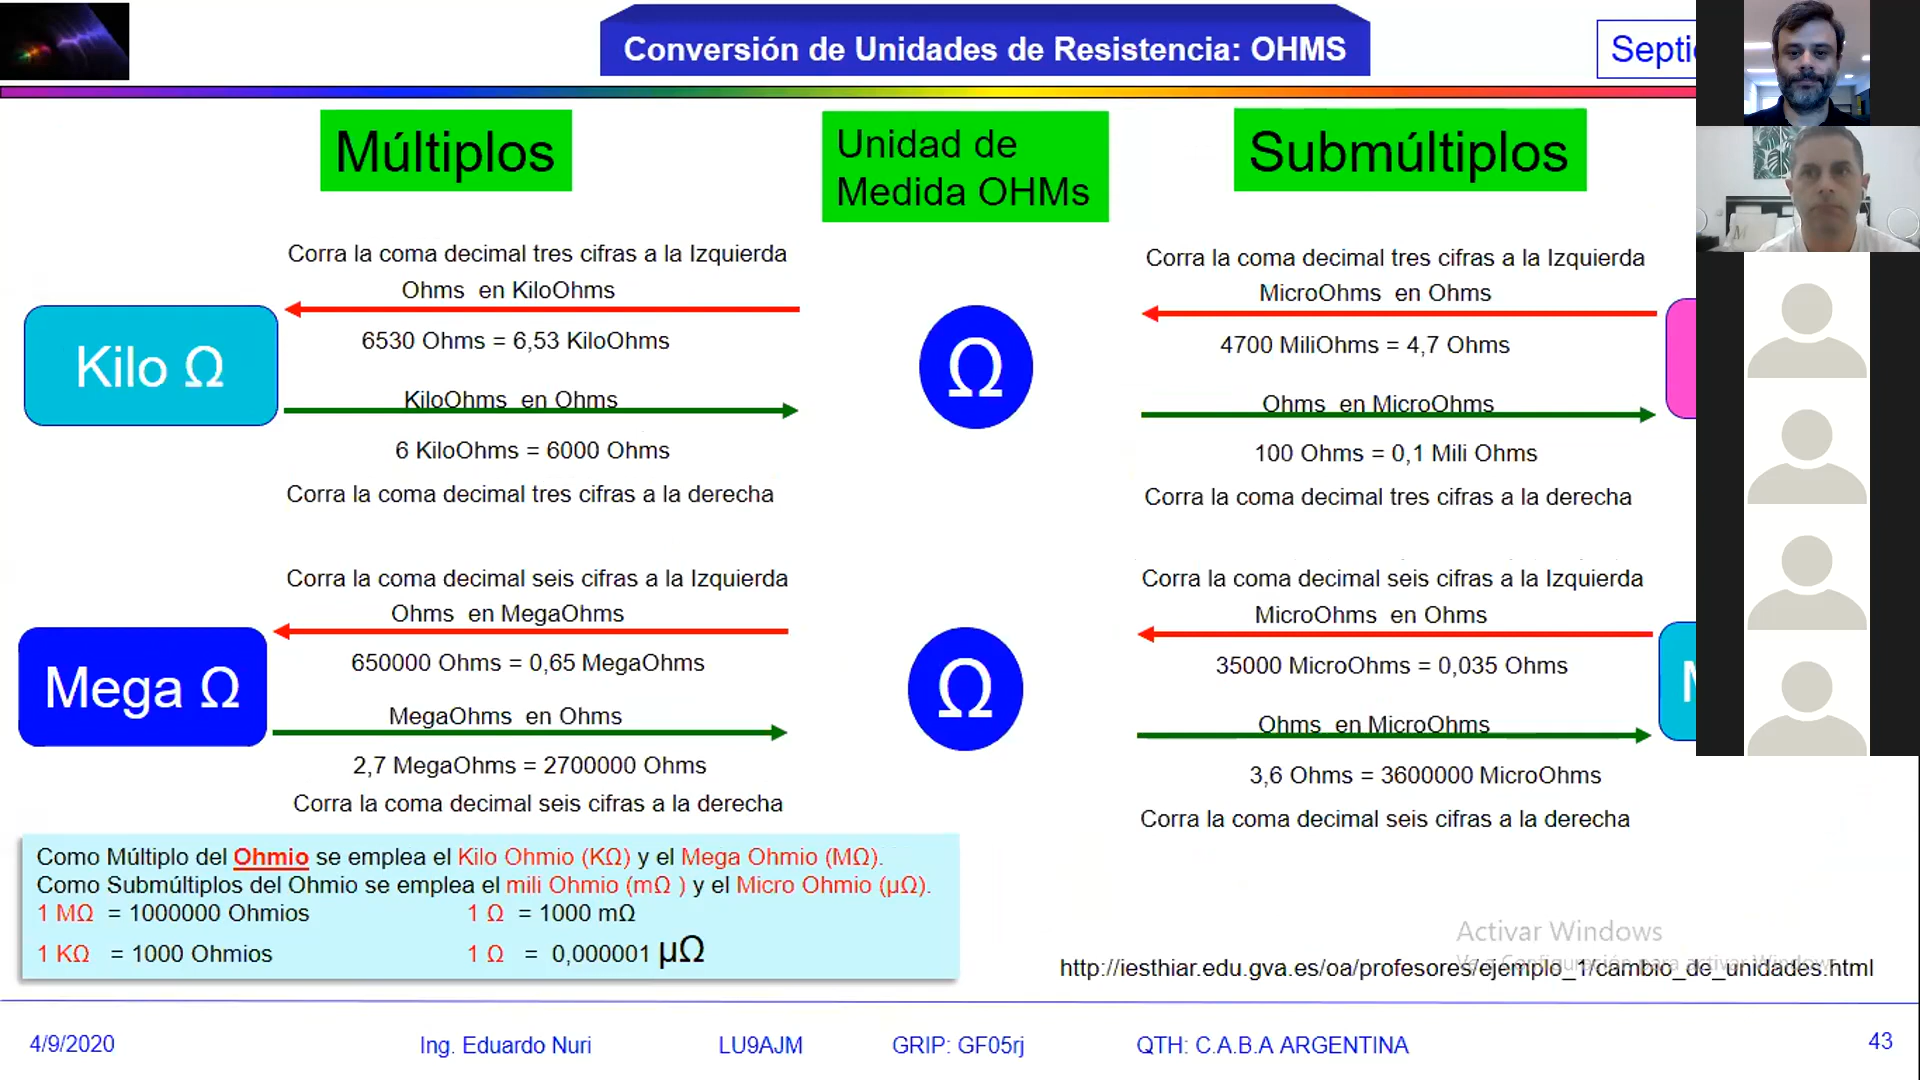 Conversión de Unidades de Resistencia: OHMS
Múltiplos
Unidad de
Medida OHMs
Submúltiplos
Corra la coma decimal tres cifras a la Izquierda
Ohms en KiloOhms
6530 Ohms = 6,53 KiloOhms
Kilo Ω
KiloOhms en Ohms
6 KiloOhms = 6000 Ohms
Corra la coma decimal tres cifras a la derecha
Ω
Corra la coma decimal tres cifras a la Izquierda
MicroOhms en Ohms
4700 MiliOhms = 4,7 Ohms
Ohms en MicroOhms
100 Ohms = 0,1 Mili Ohms
Corra la coma decimal tres cifras a la derecha
Corra la coma decimal seis cifras a la Izquierda
Ohms en MegaOhms
650000 Ohms = 0,65 MegaOhms
Mega Ω
MegaOhms en Ohms
2,7 MegaOhms = 2700000 Ohms
Corra la coma decimal seis cifras a la derecha
Ω
Corra la coma decimal seis cifras a la Izquierda
MicroOhms en Ohms
35000 MicroOhms = 0,035 Ohms
Ohms en MicroOhms
3,6 Ohms = 3600000 MicroOhms
Corra la coma decimal seis cifras a la derecha
Como Múltiplo del Ohmio se emplea el Kilo Ohmio (KΩ) y el Mega Ohmio (MΩ).
Como Submúltiplos del Ohmio se emplea el mili Ohmio (mΩ ) y el Micro Ohmio (µΩ).
1 MΩ = 1000000 Ohmios 1 Ω = 1000 mΩ
1 KΩ = 1000 Ohmios 1 Ω = 0,000001 µΩ
Activar Windows
Ve a Configuración para activar Windows.
http://iesthiar.edu.gva.es/oa/profesores/ejemplo_1/cambio_de_unidades.html
4/9/2020 Ing. Eduardo Nuri LU9AJM GRIP: GF05rj QTH: C.A.B.A ARGENTINA 43